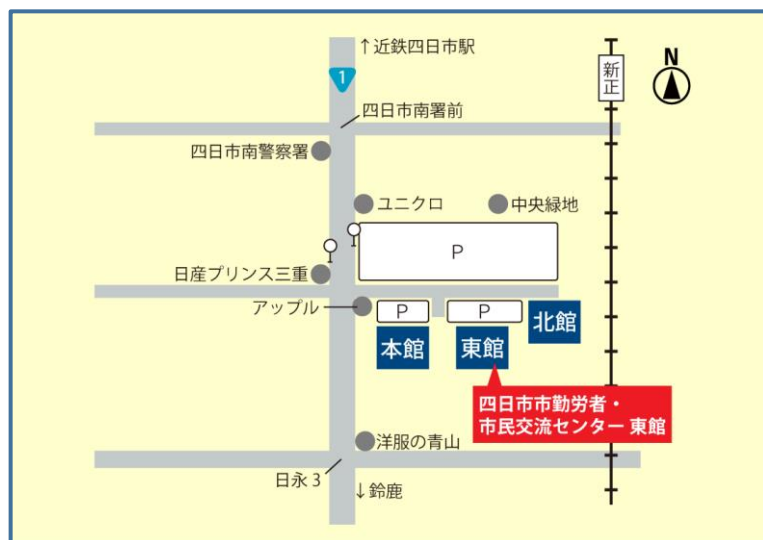 ↑近鉄四日市駅
1
新正
N
四日市南署前
四日市南警察署
ユニクロ
中央緑地
P
日産プリンス三重
アップル
P
P
本館
東館
北館
四日市市勤労者・
市民交流センター 東館
洋服の青山
日永 3
↓鈴鹿